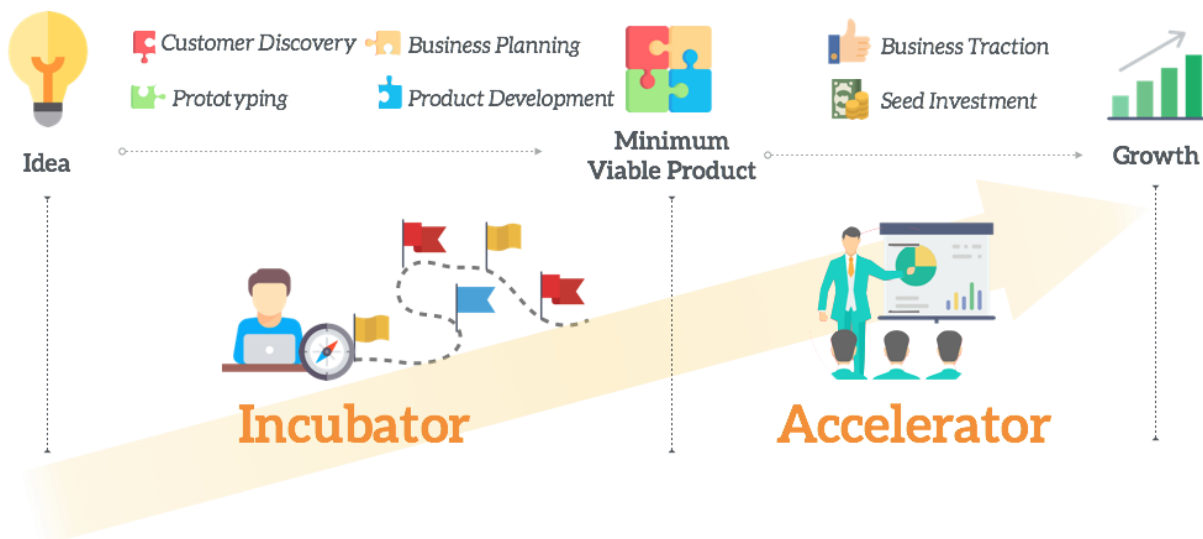 Customer Discovery
Business Planning
Prototyping
Product Development
Business Traction
Seed Investment
Idea
Minimum
Viable Product
Growth
Incubator
Accelerator